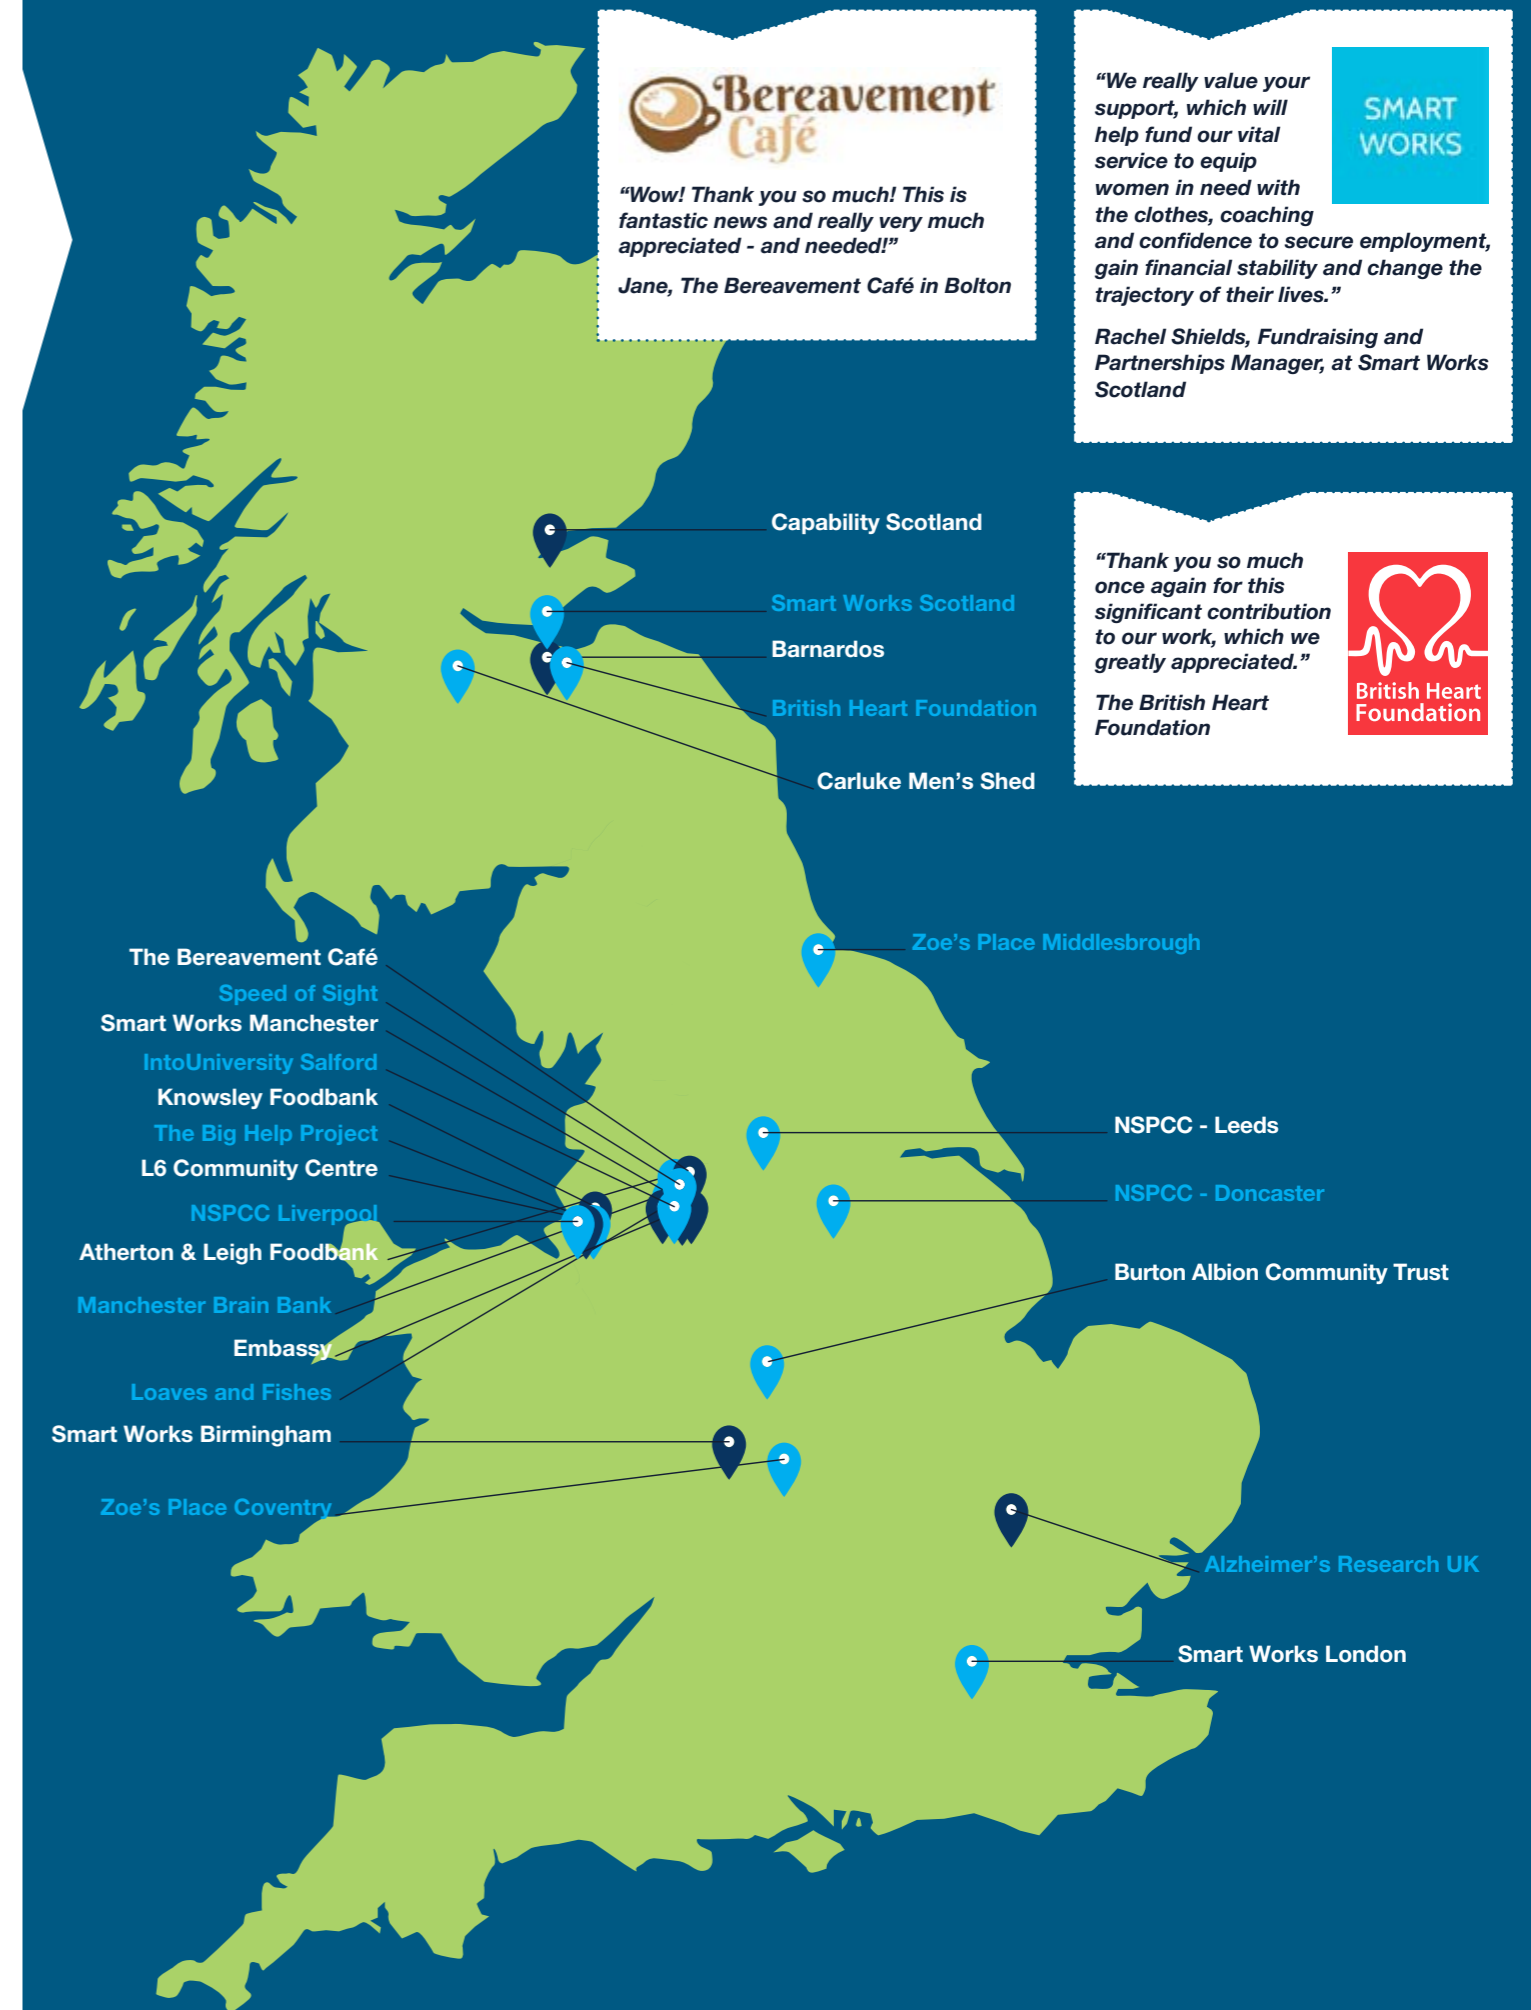 Bereavement
Café
“Wow! Thank you so much! This is
fantastic news and really very much
appreciated - and needed!”
Jane, The Bereavement Café in Bolton
“We really value your
support, which will
help fund our vital
service to equip
women in need with
the clothes, coaching
and confidence to secure employment,
gain financial stability and change the
trajectory of their lives.”
Rachel Shields, Fundraising and
Partnerships Manager, at Smart Works
Scotland
SMART
WORKS
“Thank you so much
once again for this
significant contribution
to our work, which we
greatly appreciated.”
The British Heart
Foundation
British Heart
Foundation
Capability Scotland
Smart Works Scotland
Barnardos
British Heart Foundation
Carluke Men’s Shed
Zoe’s Place Middlesbrough
The Bereavement Café
Speed of Sight
Smart Works Manchester
IntoUniversity Salford
Knowsley Foodbank
The Big Help Project
L6 Community Centre
NSPCC Liverpool
Atherton & Leigh Foodbank
Manchester Brain Bank
Embassy
Loaves and Fishes
Smart Works Birmingham
Zoe’s Place Coventry
NSPCC - Leeds
NSPCC - Doncaster
Burton Albion Community Trust
Alzheimer’s Research UK
Smart Works London